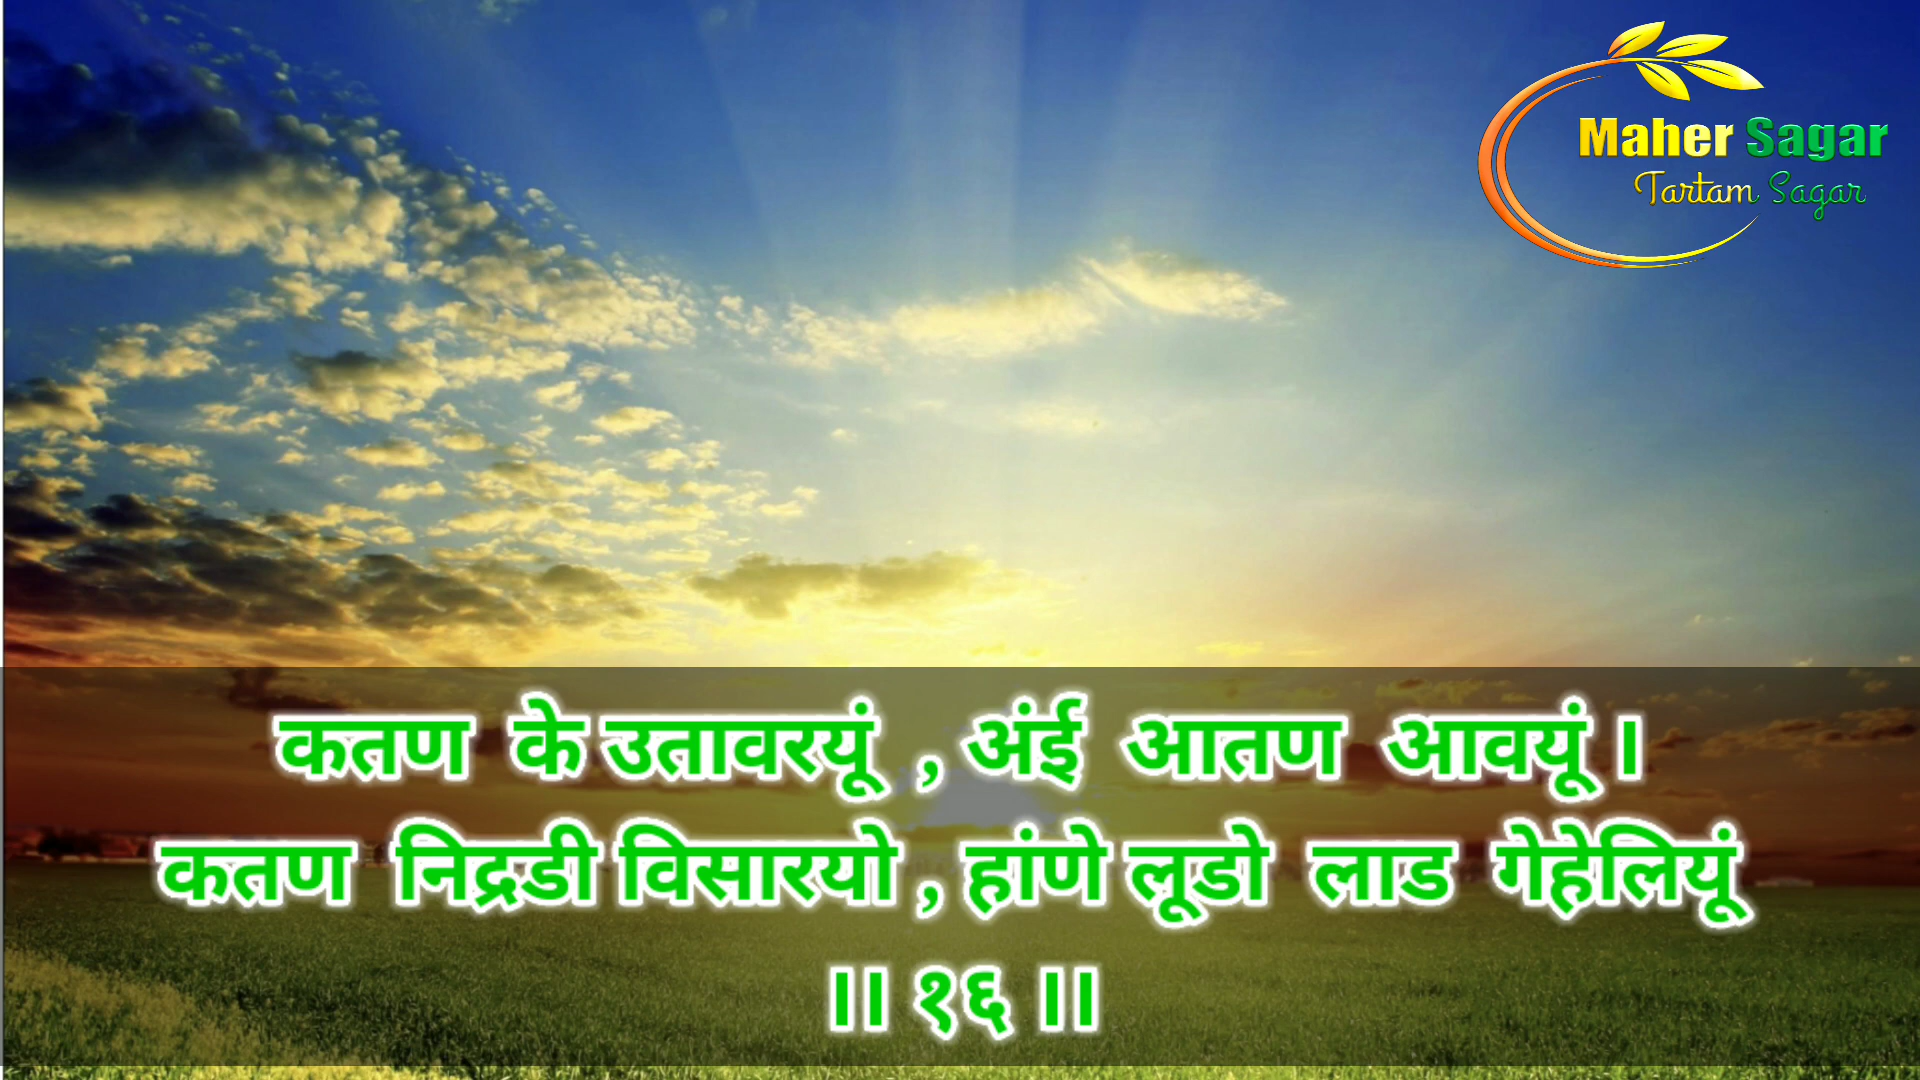 Maher Sagar
Tartam Sagar
कतण के उतावरयूं , अंई आतण आवयूं ।
कतण निद्रडी विसारयो , हांणे लूडो लाड गेहेलियूं
।। १६ ।।